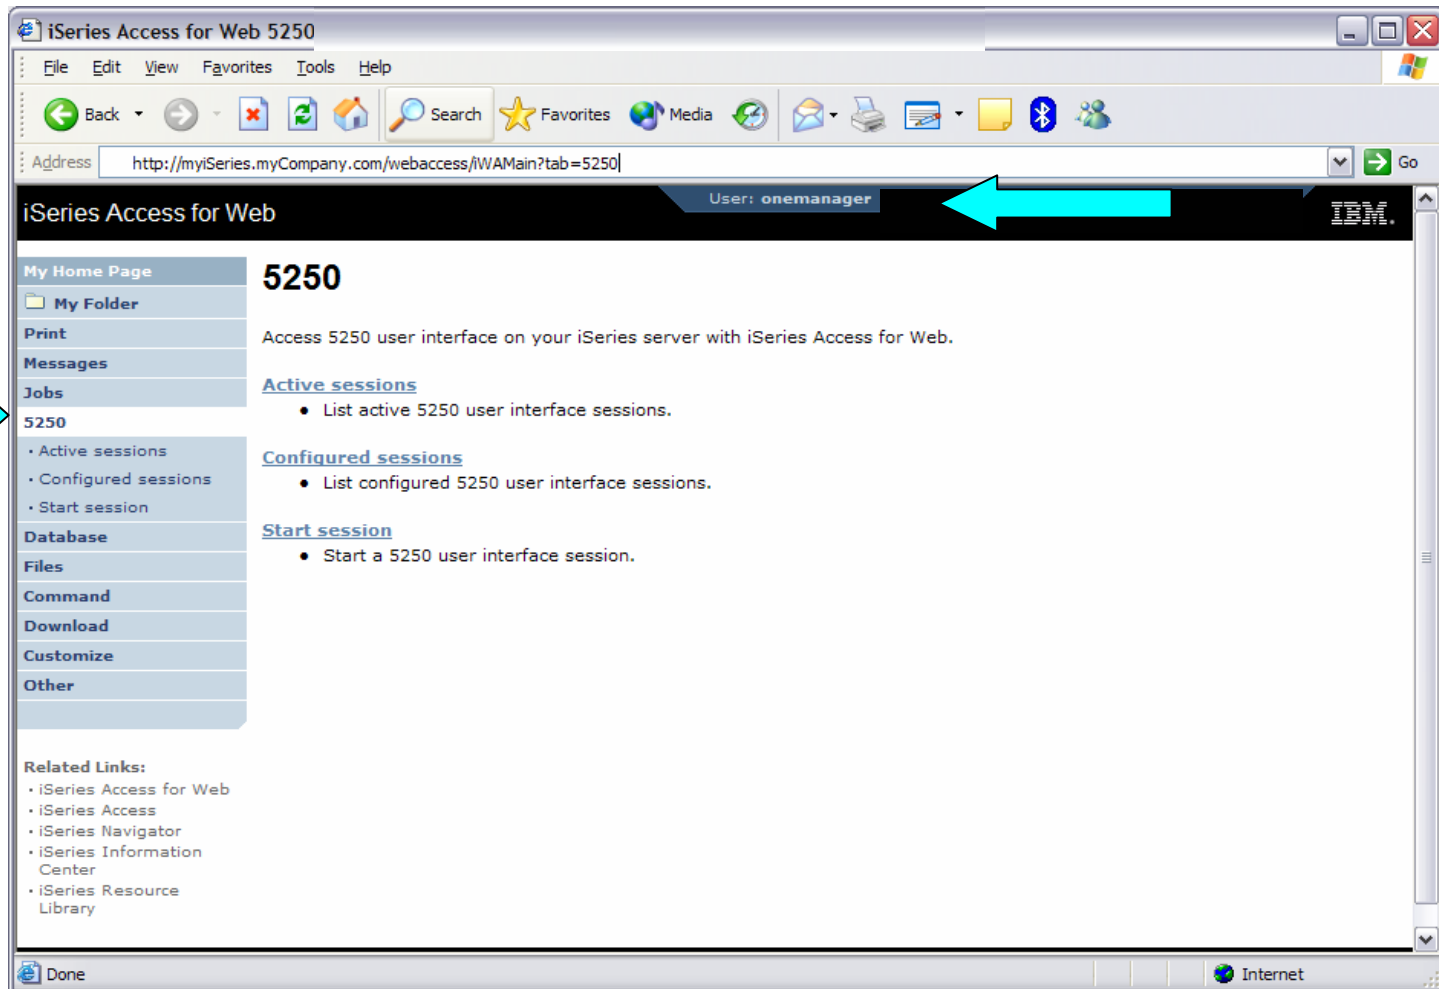 iSeries Access for Web 5250
File Edit View Favorites Tools Help
Back Search Favorites Media
Address http://myiSeries.myCompany.com/webaccess/iWAMain?tab=5250 Go
iSeries Access for Web
User: onemanager
IBM.
My Home Page
My Folder
Print
Messages
Jobs
5250
· Active sessions
· Configured sessions
· Start session
Database
Files
Command
Download
Customize
Other
Related Links:
· iSeries Access for Web
· iSeries Access
· iSeries Navigator
· iSeries Information
Center
· iSeries Resource
Library
5250
Access 5250 user interface on your iSeries server with iSeries Access for Web.
Active sessions
• List active 5250 user interface sessions.
Configured sessions
• List configured 5250 user interface sessions.
Start session
• Start a 5250 user interface session.
Done
Internet